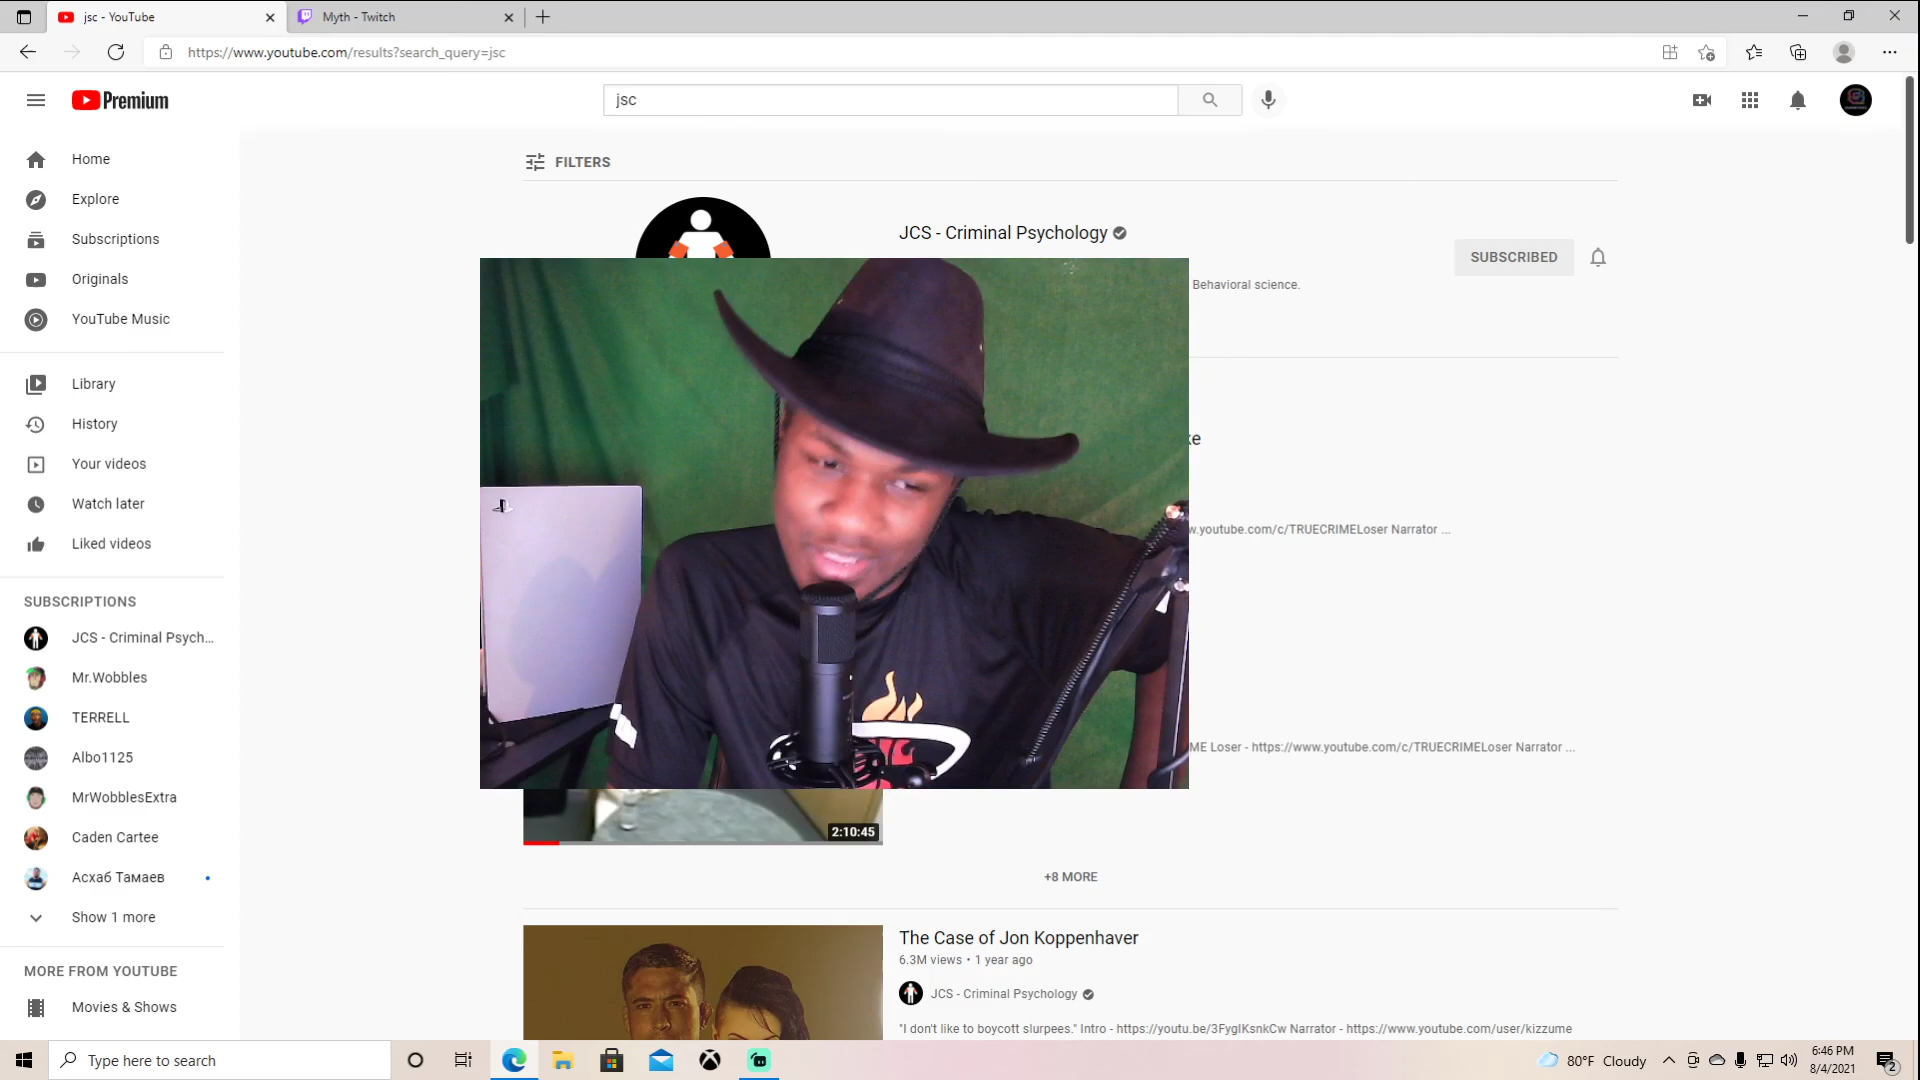 jsc - YouTube
Myth - Twitch
https://www.youtube.com/results?search_query=jsc
Premium
jsc
Home
Explore
Subscriptions
Originals
YouTube Music
Library
History
Your videos
Watch later
Liked videos
SUBSCRIPTIONS
JCS - Criminal Psych...
Mr.Wobbles
TERRELL
Albo1125
MrWobblesExtra
Caden Cartee
Асхаб Тамаев
Show 1 more
MORE FROM YOUTUBE
Movies & Shows
FILTERS
JCS - Criminal Psychology
SUBSCRIBED
Behavioral science.
ke
w.youtube.com/c/TRUECRIMELoser Narrator ...
ME Loser - https://www.youtube.com/c/TRUECRIMELoser Narrator ...
2:10:45
+8 MORE
The Case of Jon Koppenhaver
6.3M views • 1 year ago
JCS - Criminal Psychology
"I don't like to boycott slurpees." Intro - https://youtu.be/3FygIKsnkCw Narrator - https://www.youtube.com/user/kizzume
Type here to search
80°F Cloudy
6:46 PM
8/4/2021
2